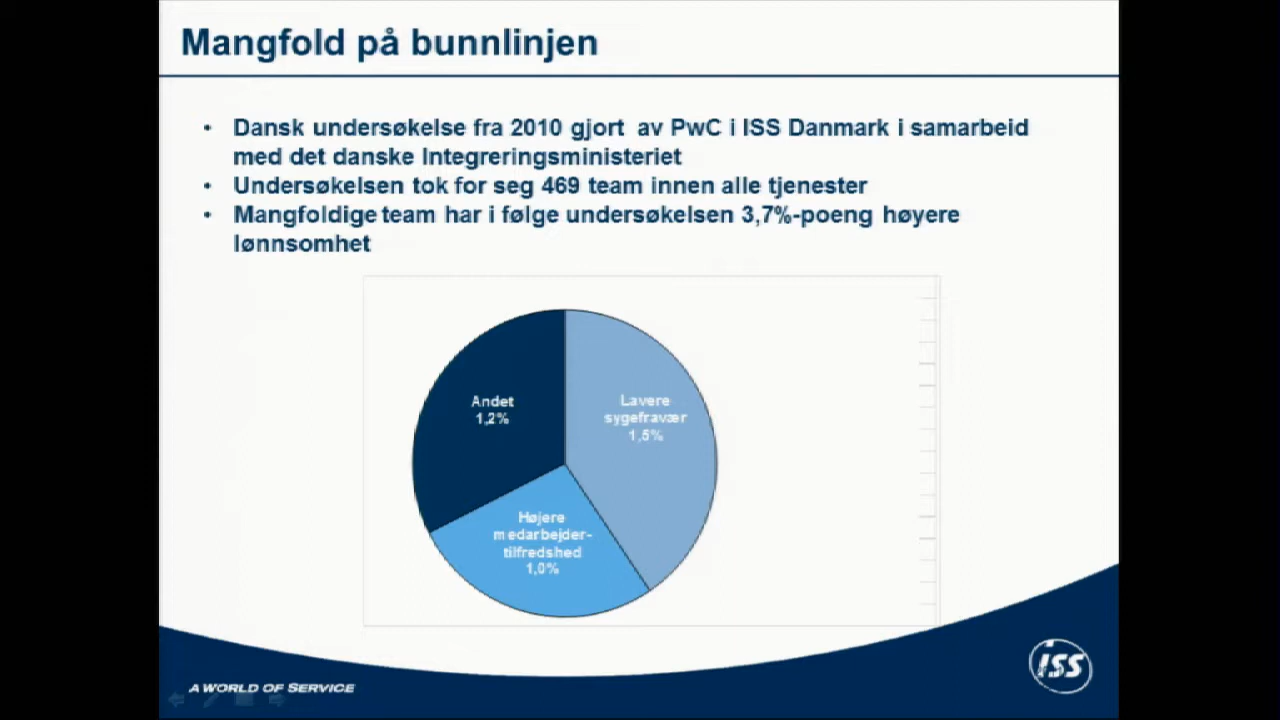 Mangfold på bunnlinjen
• Dansk undersøkelse fra 2010 gjort av PwC i ISS Danmark i samarbeid
med det danske Integreringsministeriet
• Undersøkelsen tok for seg 469 team innen alle tjenester
• Mangfoldige team har i følge undersøkelsen 3,7%-poeng høyere
lønnsomhet
Andet
1,2%
Lavere
sygefravær
1,5%
Højere
medarbejder-
tilfredshed
1,0%
A WORLD OF SERVICE
ISS